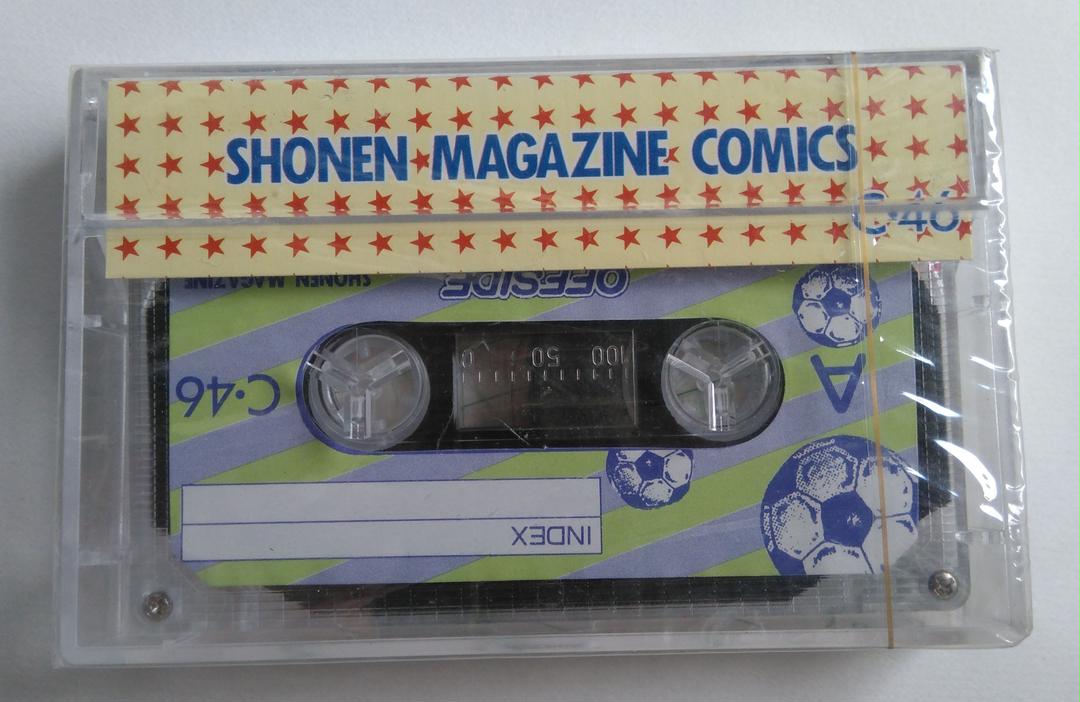 SHONEN MAGAZINE COMICS
C·46
SHONEN MAGAZINE
OFFSIDE
0 50 100
A
C·46
INDEX